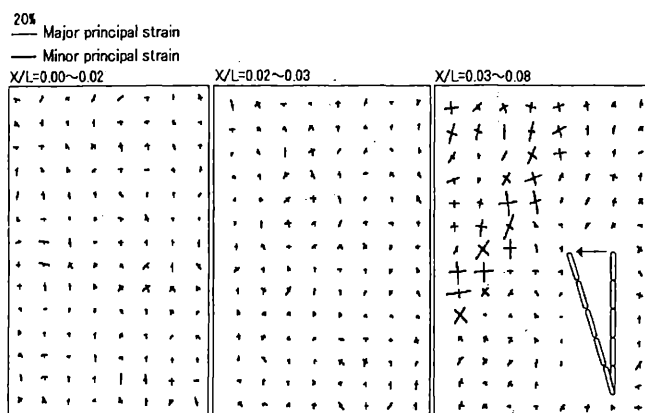 20%
Major principal strain
Minor principal strain
X/L=0.00~0.02
X/L=0.02~0.03
X/L=0.03~0.08